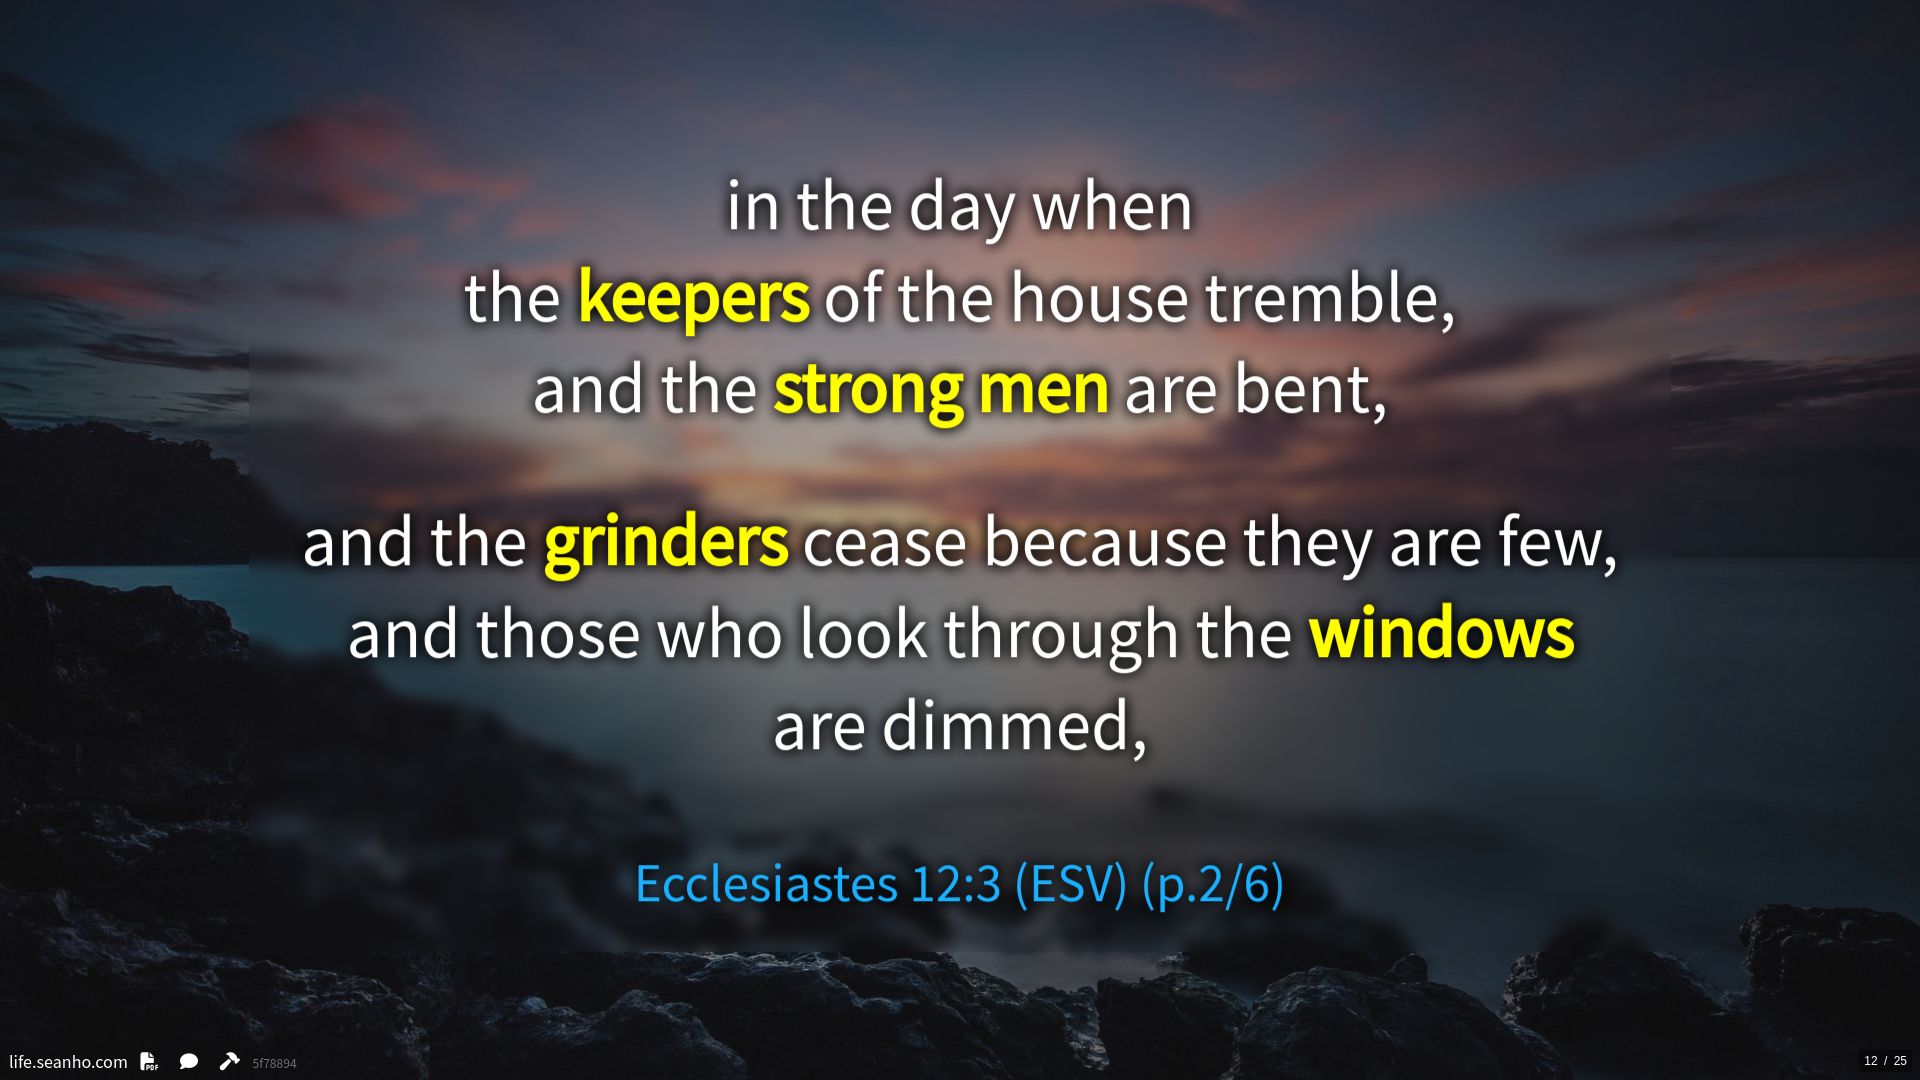 in the day when
the keepers of the house tremble,
and the strong men are bent,
and the grinders cease because they are few,
and those who look through the windows
are dimmed,
Ecclesiastes 12:3 (ESV) (p.2/6)
life.seanho.com PDF 5f78894
12 / 25